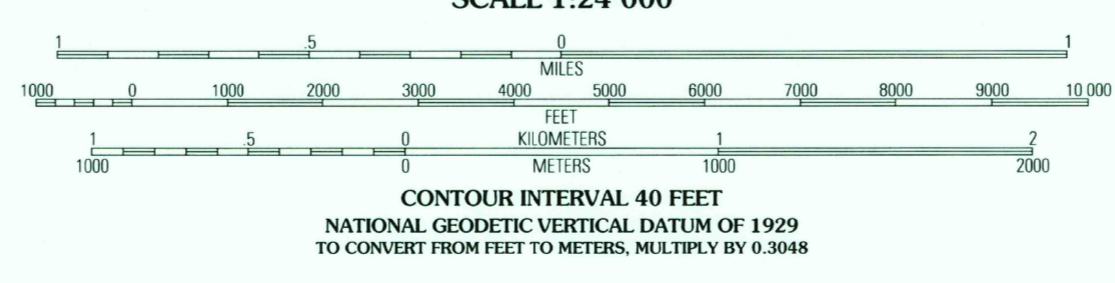 SCALE 1:24 000
1 .5 0 1
MILES
1000 0 1000 2000 3000 4000 5000 6000 7000 8000 9000 10 000
FEET
1 .5 0 KILOMETERS 1 2
1000 0 METERS 1000 2000
CONTOUR INTERVAL 40 FEET
NATIONAL GEODETIC VERTICAL DATUM OF 1929
TO CONVERT FROM FEET TO METERS, MULTIPLY BY 0.3048